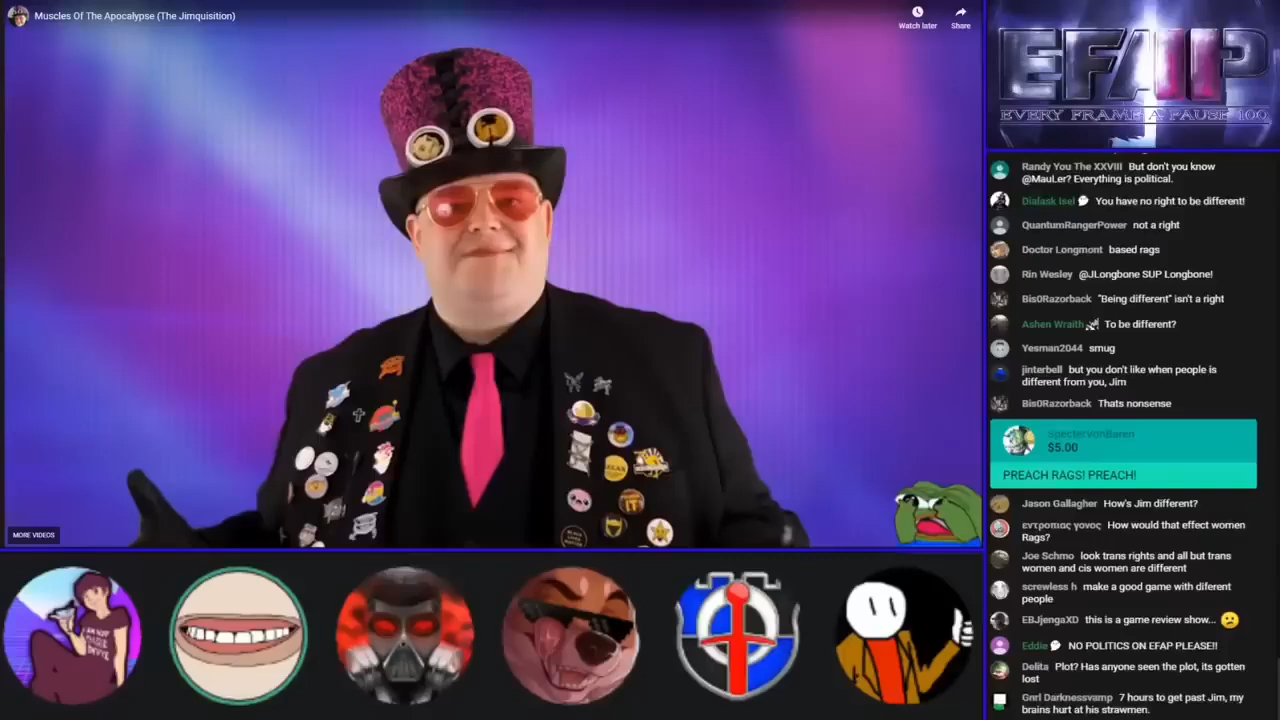 Muscles Of The Apocalypse (The Jimquisition)
Watch later
Share
MORE VIDEOS
EFAP
EVERY FRAME A PAUSE 100
Randy You The XXVIII But don't you know
@MauLer? Everything is political.
Dialask Isel You have no right to be different!
QuantumRangerPower not a right
Doctor Longmont based rags
Rin Wesley @JLongbone SUP Longbone!
Bis0Razorback "Being different" isn't a right
Ashen Wraith To be different?
Yesman2044 smug
jinterbell but you don't like when people is
different from you, Jim
Bis0Razorback Thats nonsense
SpecterVonBaren
$5.00
PREACH RAGS! PREACH!
Jason Gallagher How's Jim different?
εντροπιας γονος How would that effect women
Rags?
Joe Schmo look trans rights and all but trans
women and cis women are different
screwless h make a good game with diferent
people
EBJjengaXD this is a game review show...
Eddie NO POLITICS ON EFAP PLEASE!!
Delita Plot? Has anyone seen the plot, its gotten
lost
Gnrl Darknessvamp 7 hours to get past Jim, my
brains hurt at his strawmen.